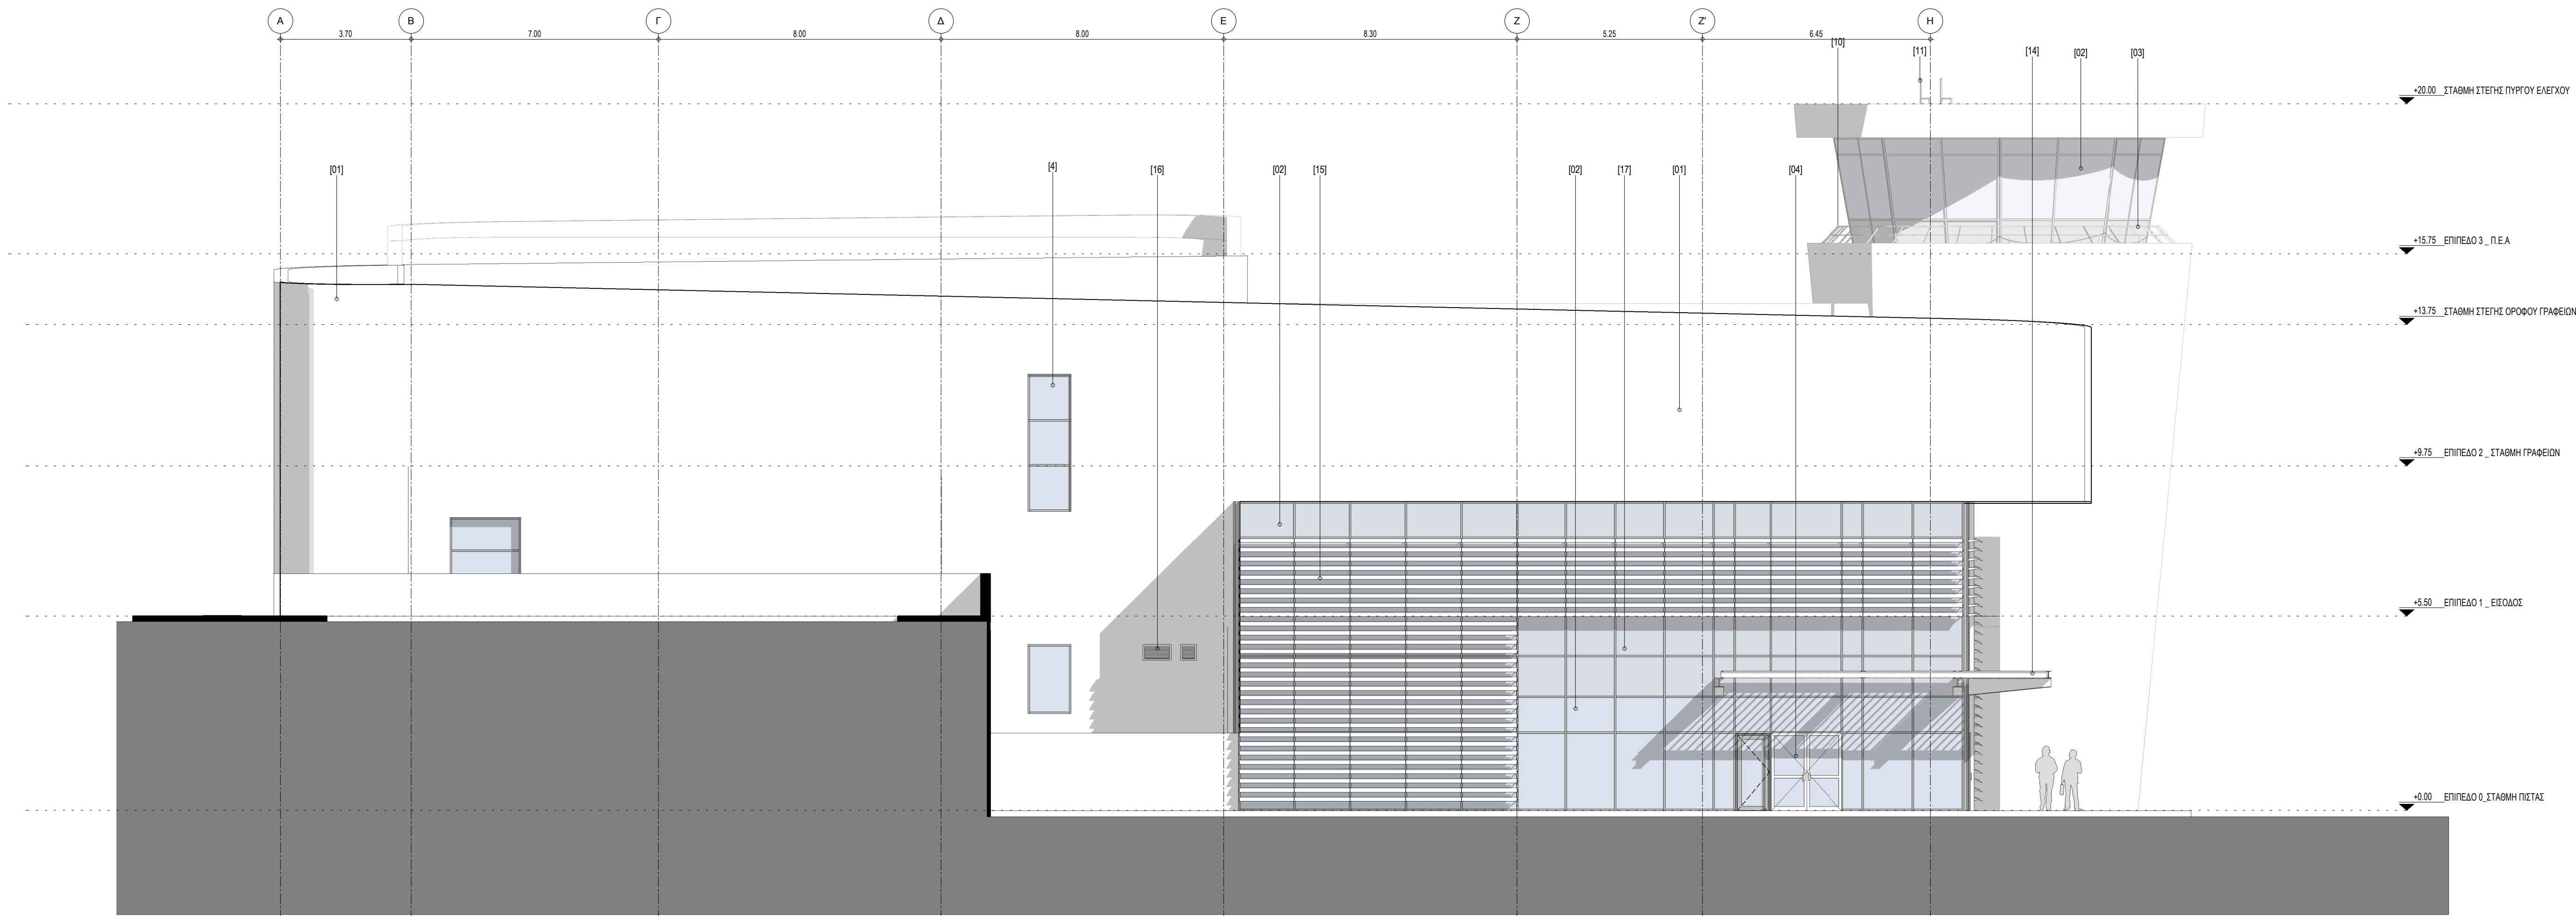 Α Β Γ Δ Ε Ζ Ζ' Η
3.70 7.00 8.00 8.00 8.30 5.25 6.45
[10] [11] [14] [02] [03]
+20.00 ΣΤΑΘΜΗ ΣΤΕΓΗΣ ΠΥΡΓΟΥ ΕΛΕΓΧΟΥ
[01] [4] [16] [02] [15] [02] [17] [01] [04]
+15.75 ΕΠΙΠΕΔΟ 3 _ Π.Ε.Α
+13.75 ΣΤΑΘΜΗ ΣΤΕΓΗΣ ΟΡΟΦΟΥ ΓΡΑΦΕΙΩΝ
+9.75 ΕΠΙΠΕΔΟ 2 _ ΣΤΑΘΜΗ ΓΡΑΦΕΙΩΝ
+5.50 ΕΠΙΠΕΔΟ 1 _ ΕΙΣΟΔΟΣ
+0.00 ΕΠΙΠΕΔΟ 0_ΣΤΑΘΜΗ ΠΙΣΤΑΣ